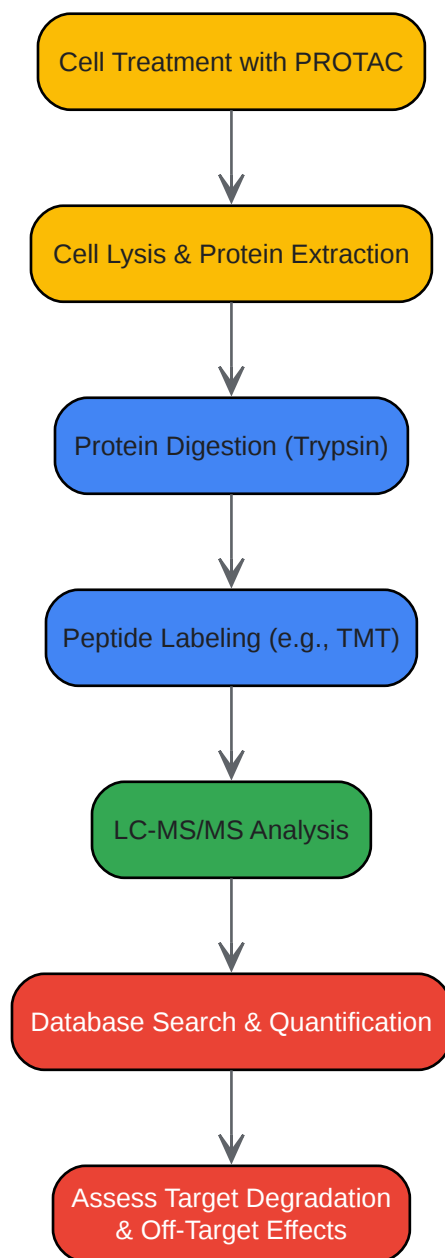 Cell Treatment with PROTAC
Cell Lysis & Protein Extraction
Protein Digestion (Trypsin)
Peptide Labeling (e.g., TMT)
LC-MS/MS Analysis
Database Search & Quantification
Assess Target Degradation
& Off-Target Effects